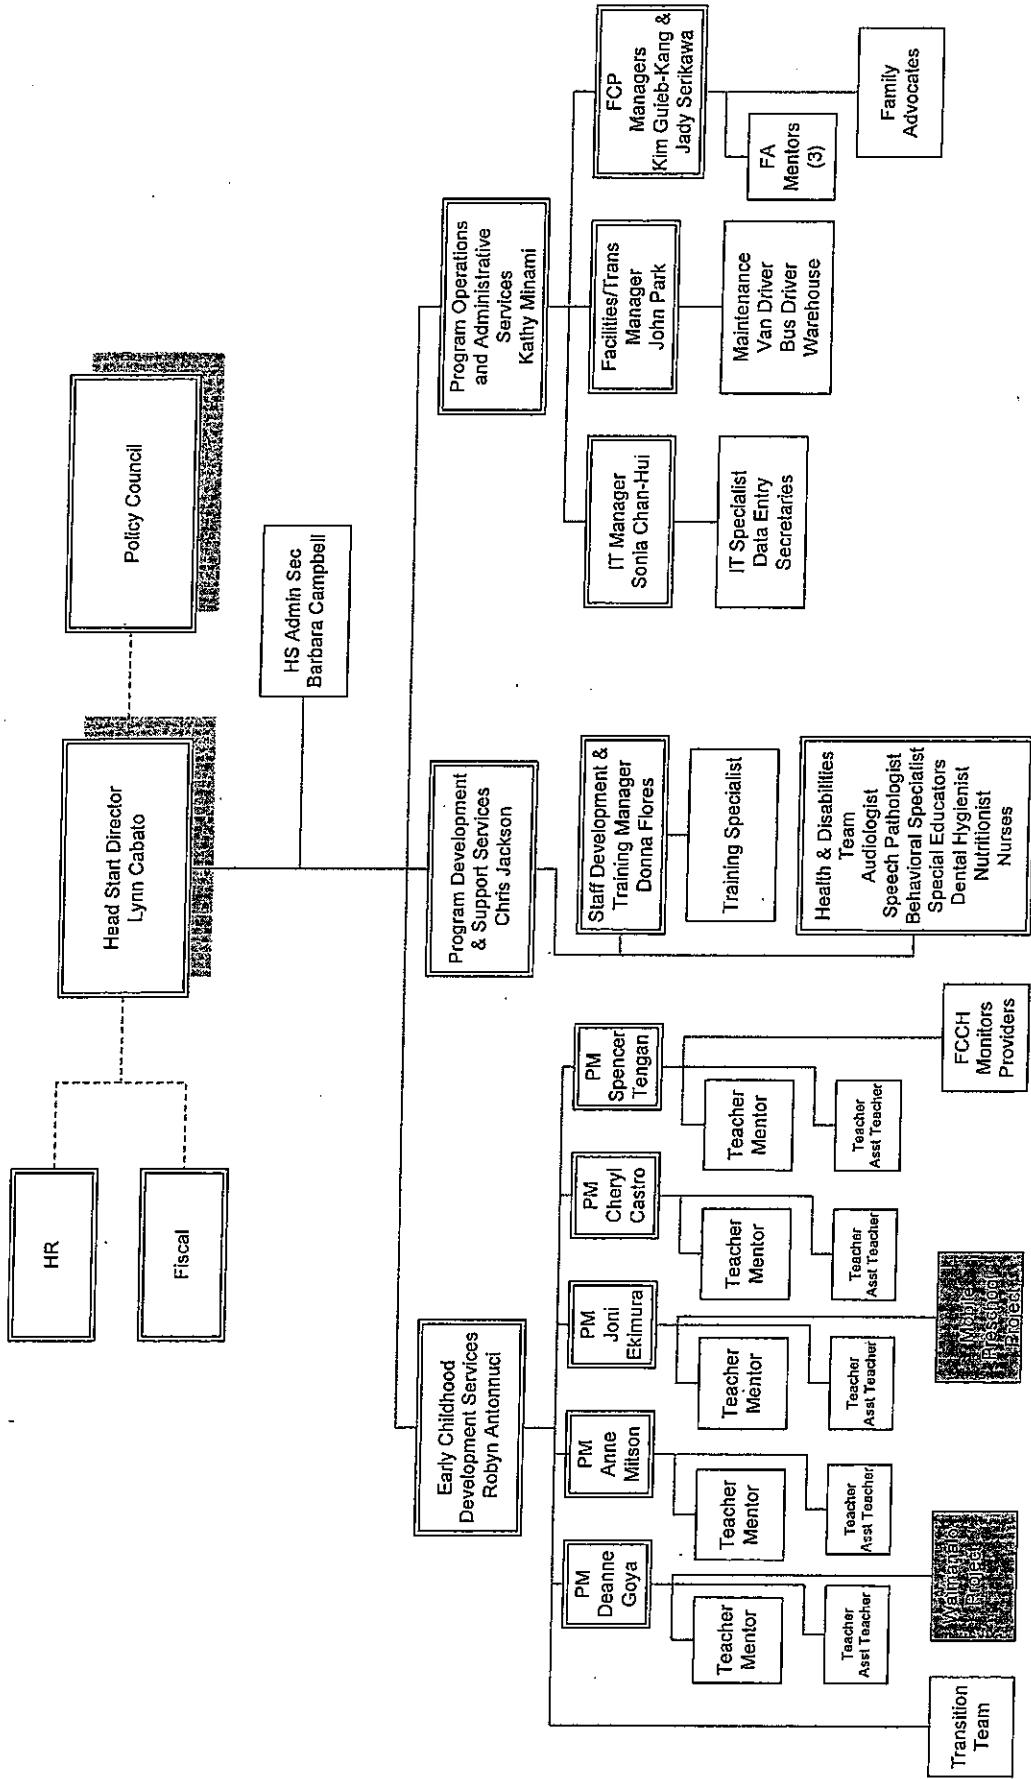 HR
Fiscal
Head Start Director
Lynn Cabato
Policy Council
HS Admin Sec
Barbara Campbell
Early Childhood
Development Services
Robyn Antonnuci
Program Development
& Support Services
Chris Jackson
Program Operations
and Administrative
Services
Kathy Minami
PM
Deanne
Goya
PM
Anne
Mitson
PM
Joni
Ekimura
PM
Cheryl
Castro
PM
Spencer
Tengan
Staff Development &
Training Manager
Donna Flores
IT Manager
Sonia Chan-Hui
Facilities/Trans
Manager
John Park
FCP
Managers
Kim Guieb-Kang &
Jady Serikawa
Teacher
Mentor
Teacher
Mentor
Teacher
Mentor
Teacher
Mentor
Teacher
Mentor
Training Specialist
IT Specialist
Data Entry
Secretaries
Maintenance
Van Driver
Bus Driver
Warehouse
FA
Mentors
(3)
Teacher
Asst Teacher
Teacher
Asst Teacher
Teacher
Asst Teacher
Teacher
Asst Teacher
Teacher
Asst Teacher
Health & Disabilities
Team
Audiologist
Speech Pathologist
Behavioral Specialist
Special Educators
Dental Hygienist
Nutritionist
Nurses
Family
Advocates
Transition
Team
Waimanalo
Project
Mobile
Preschool
Project
FCCH
Monitors
Providers